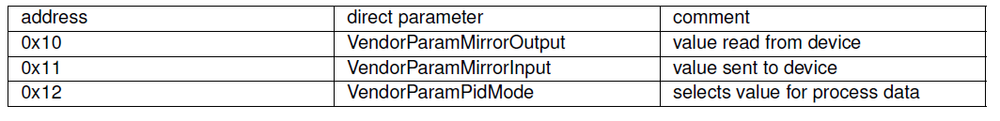 address direct parameter comment
0x10 VendorParamMirrorOutput value read from device
0x11 VendorParamMirrorInput value sent to device
0x12 VendorParamPidMode selects value for process data